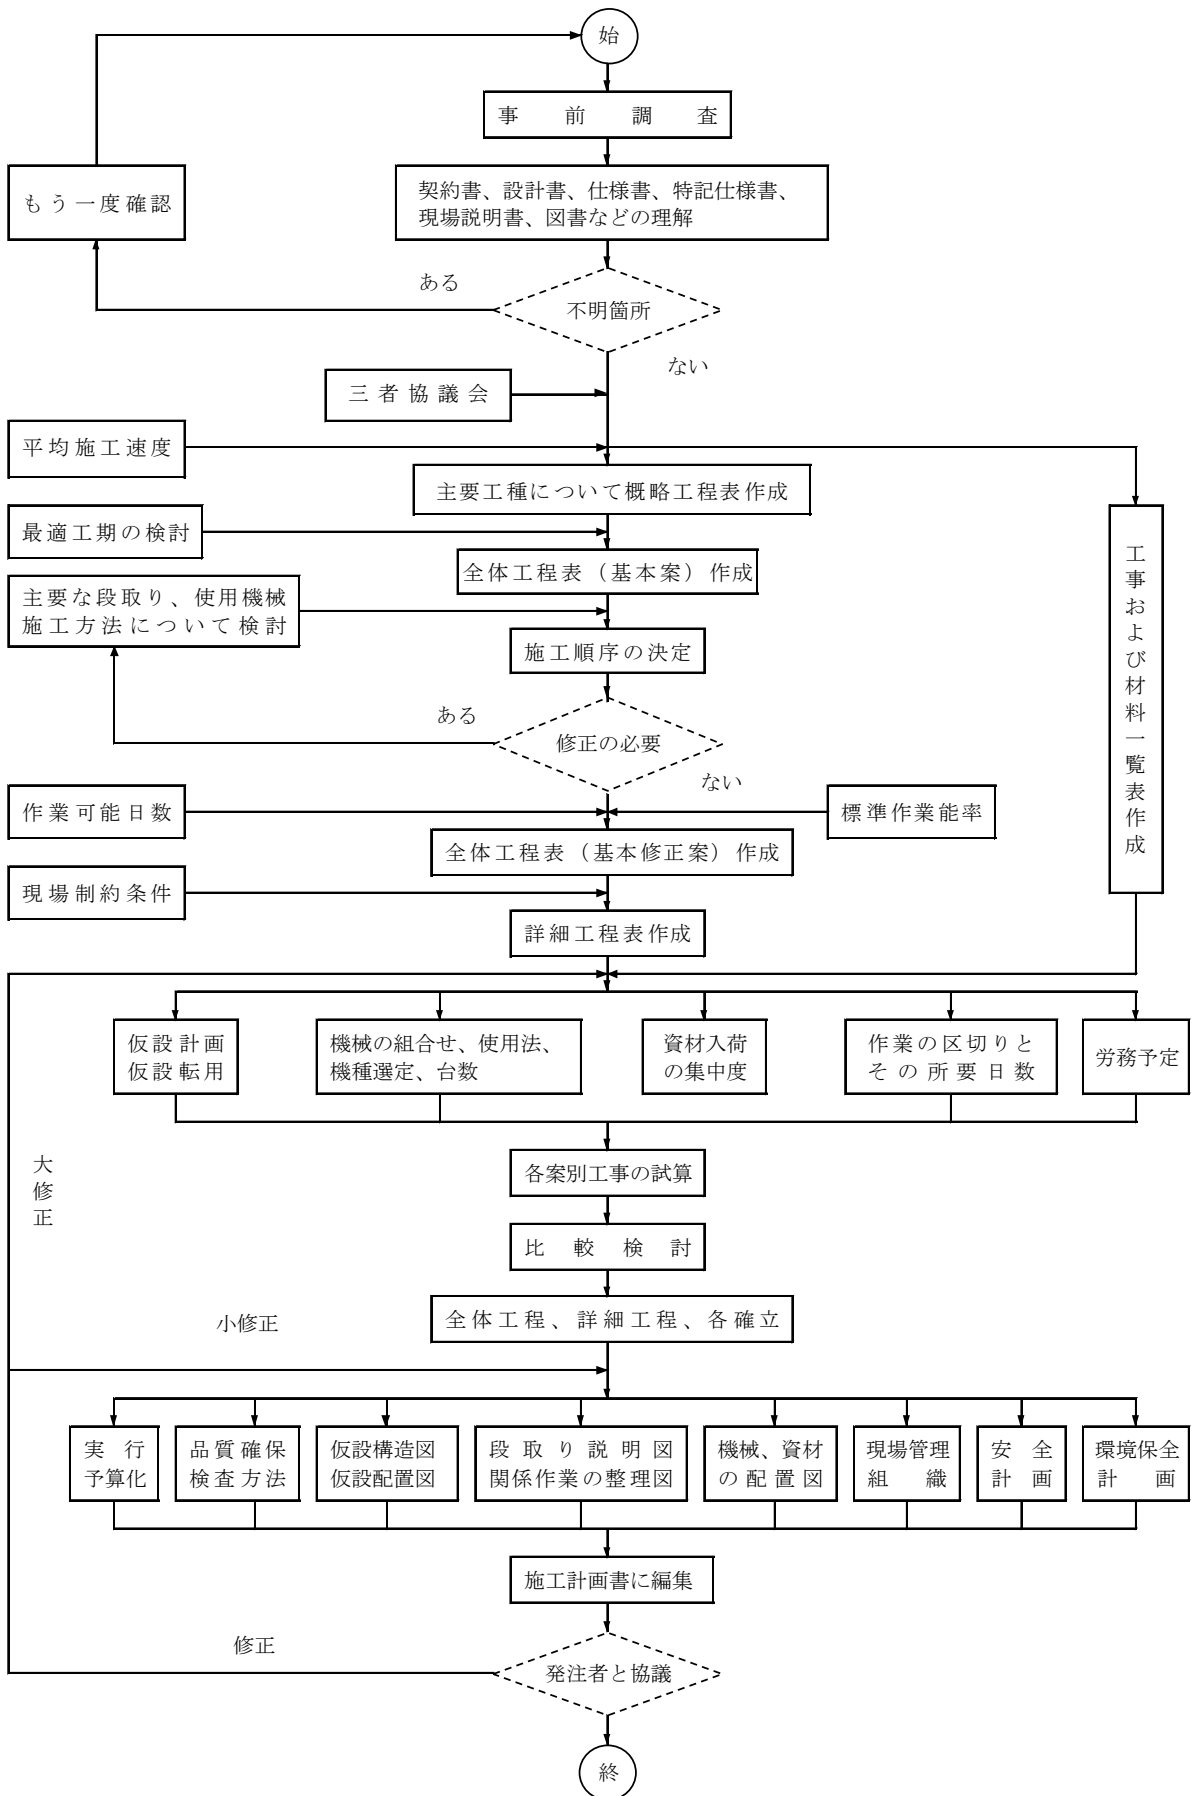 始
事前調査
もう一度確認
契約書、設計書、仕様書、特記仕様書、
現場説明書、図書などの理解
ある
不明箇所
ない
三者協議会
平均施工速度
主要工種について概略工程表作成
最適工期の検討
全体工程表（基本案）作成
主要な段取り、使用機械
施工方法について検討
施工順序の決定
工事および材料一覧表作成
ある
修正の必要
ない
作業可能日数
標準作業能率
全体工程表（基本修正案）作成
現場制約条件
詳細工程表作成
仮設計画
仮設転用
機械の組合せ、使用法、
機種選定、台数
資材入荷
の集中度
作業の区切りと
その所要日数
労務予定
大修正
各案別工事の試算
比較検討
全体工程、詳細工程、各確立
小修正
実行
予算化
品質確保
検査方法
仮設構造図
仮設配置図
段取り説明図
関係作業の整理図
機械、資材
の配置図
現場管理
組織
安全
計画
環境保全
計画
施工計画書に編集
修正
発注者と協議
終